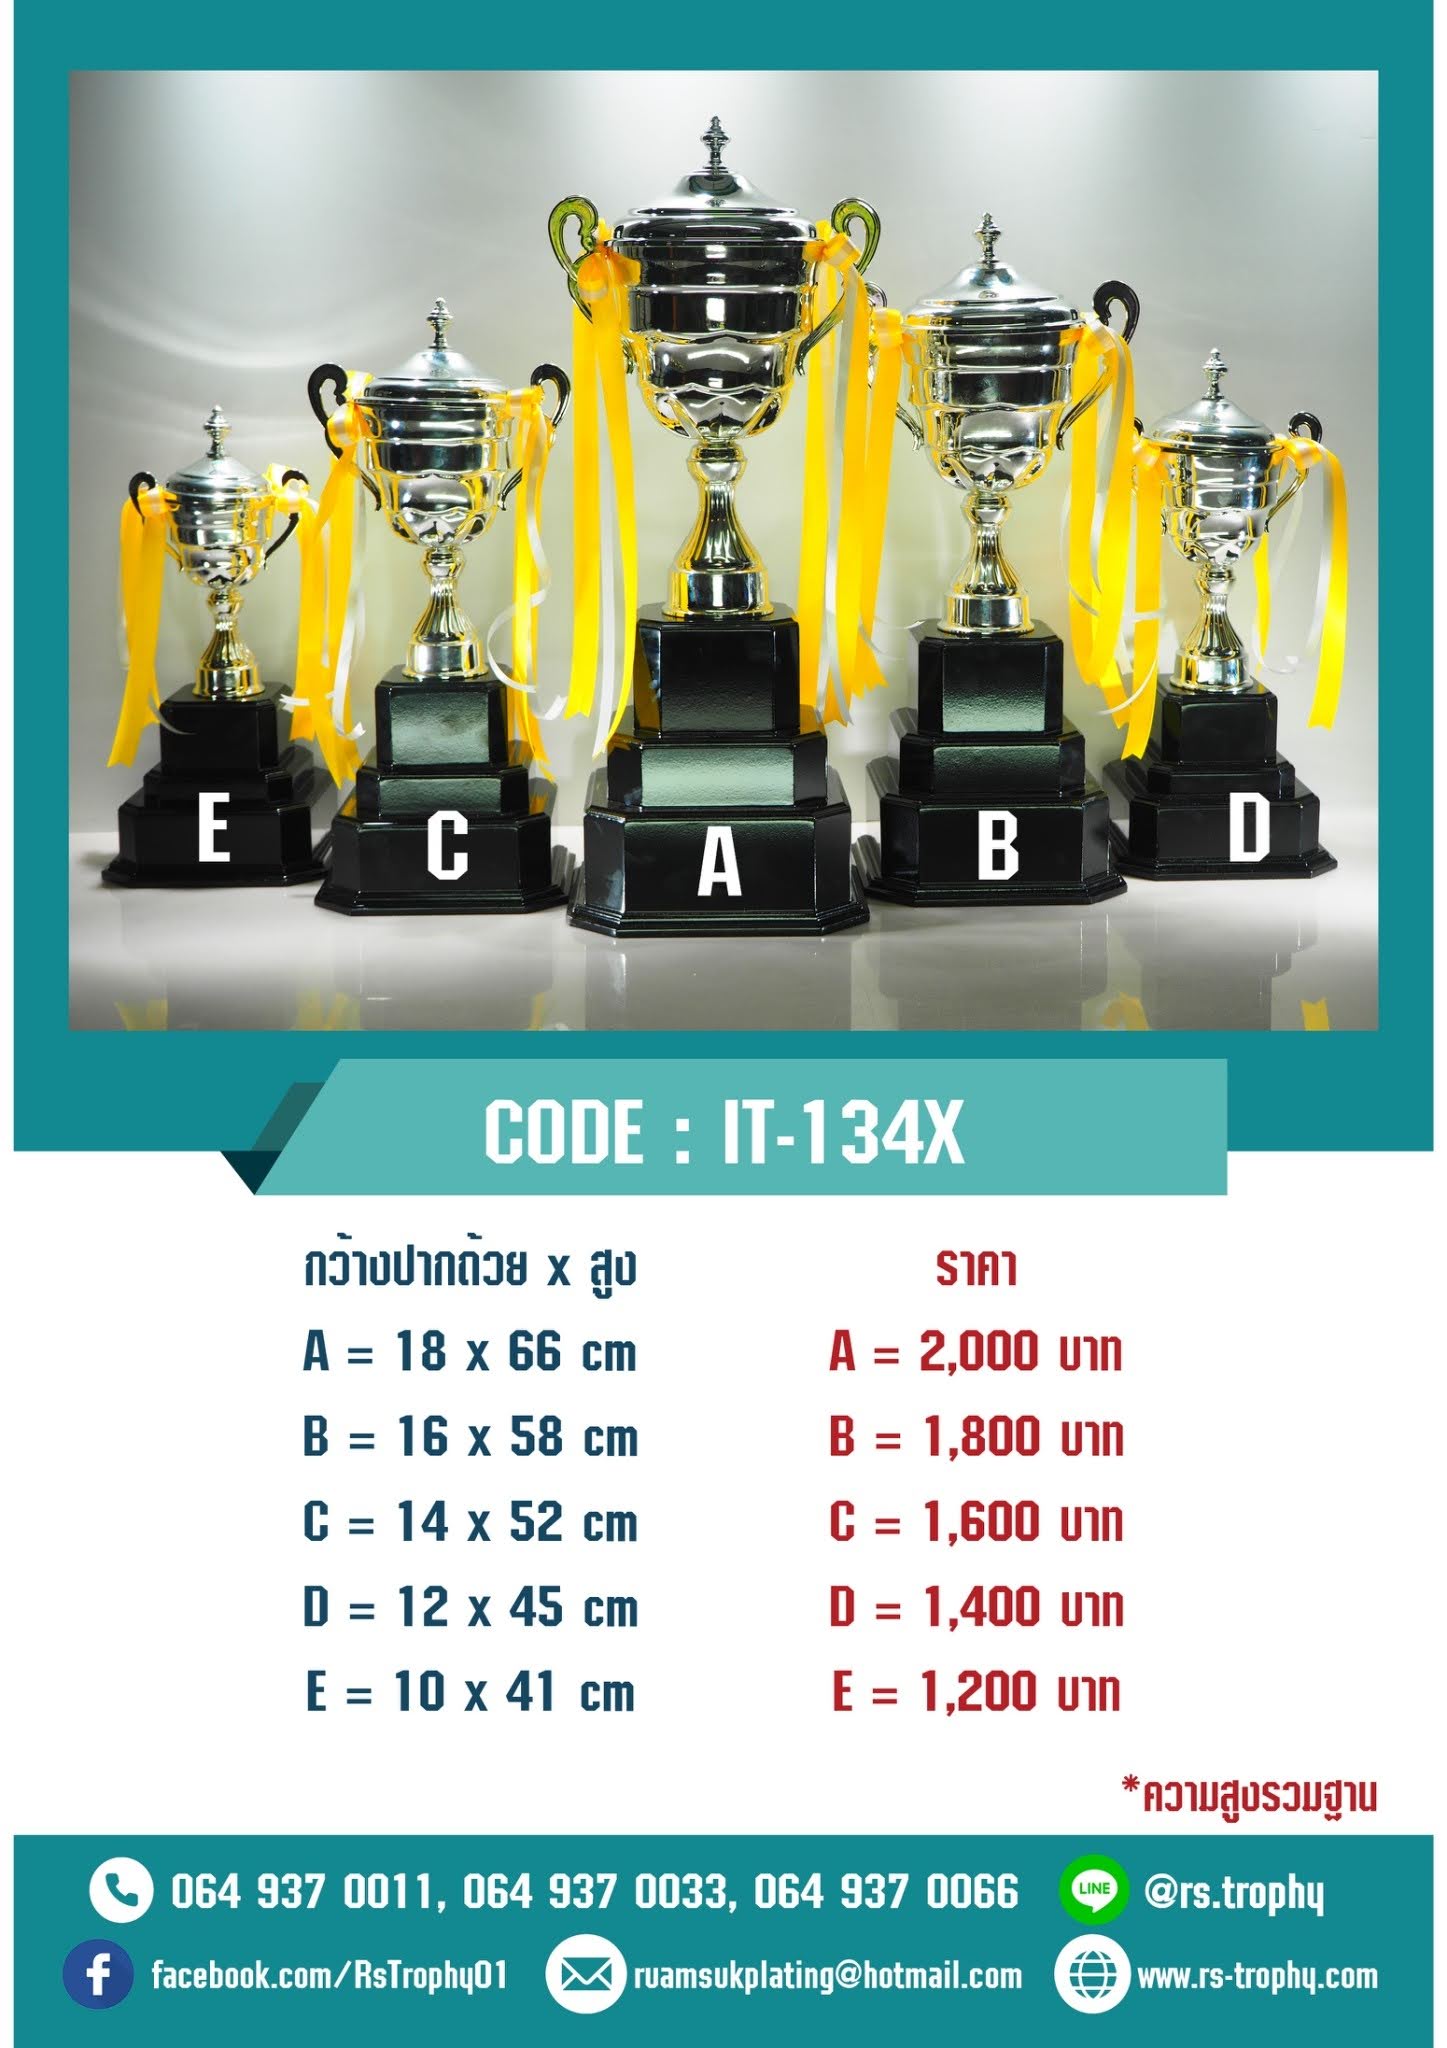 E
C
A
B
D
CODE : IT-134X
กว้างปากถ้วย x สูง
ราคา
A = 18 x 66 cm
A = 2,000 บาท
B = 16 x 58 cm
B = 1,800 บาท
C = 14 x 52 cm
C = 1,600 บาท
D = 12 x 45 cm
D = 1,400 บาท
E = 10 x 41 cm
E = 1,200 บาท
*ความสูงรวมฐาน
064 937 0011, 064 937 0033, 064 937 0066
LINE
@rs.trophy
f
facebook.com/RsTrophy01
ruamsukplating@hotmail.com
www.rs-trophy.com